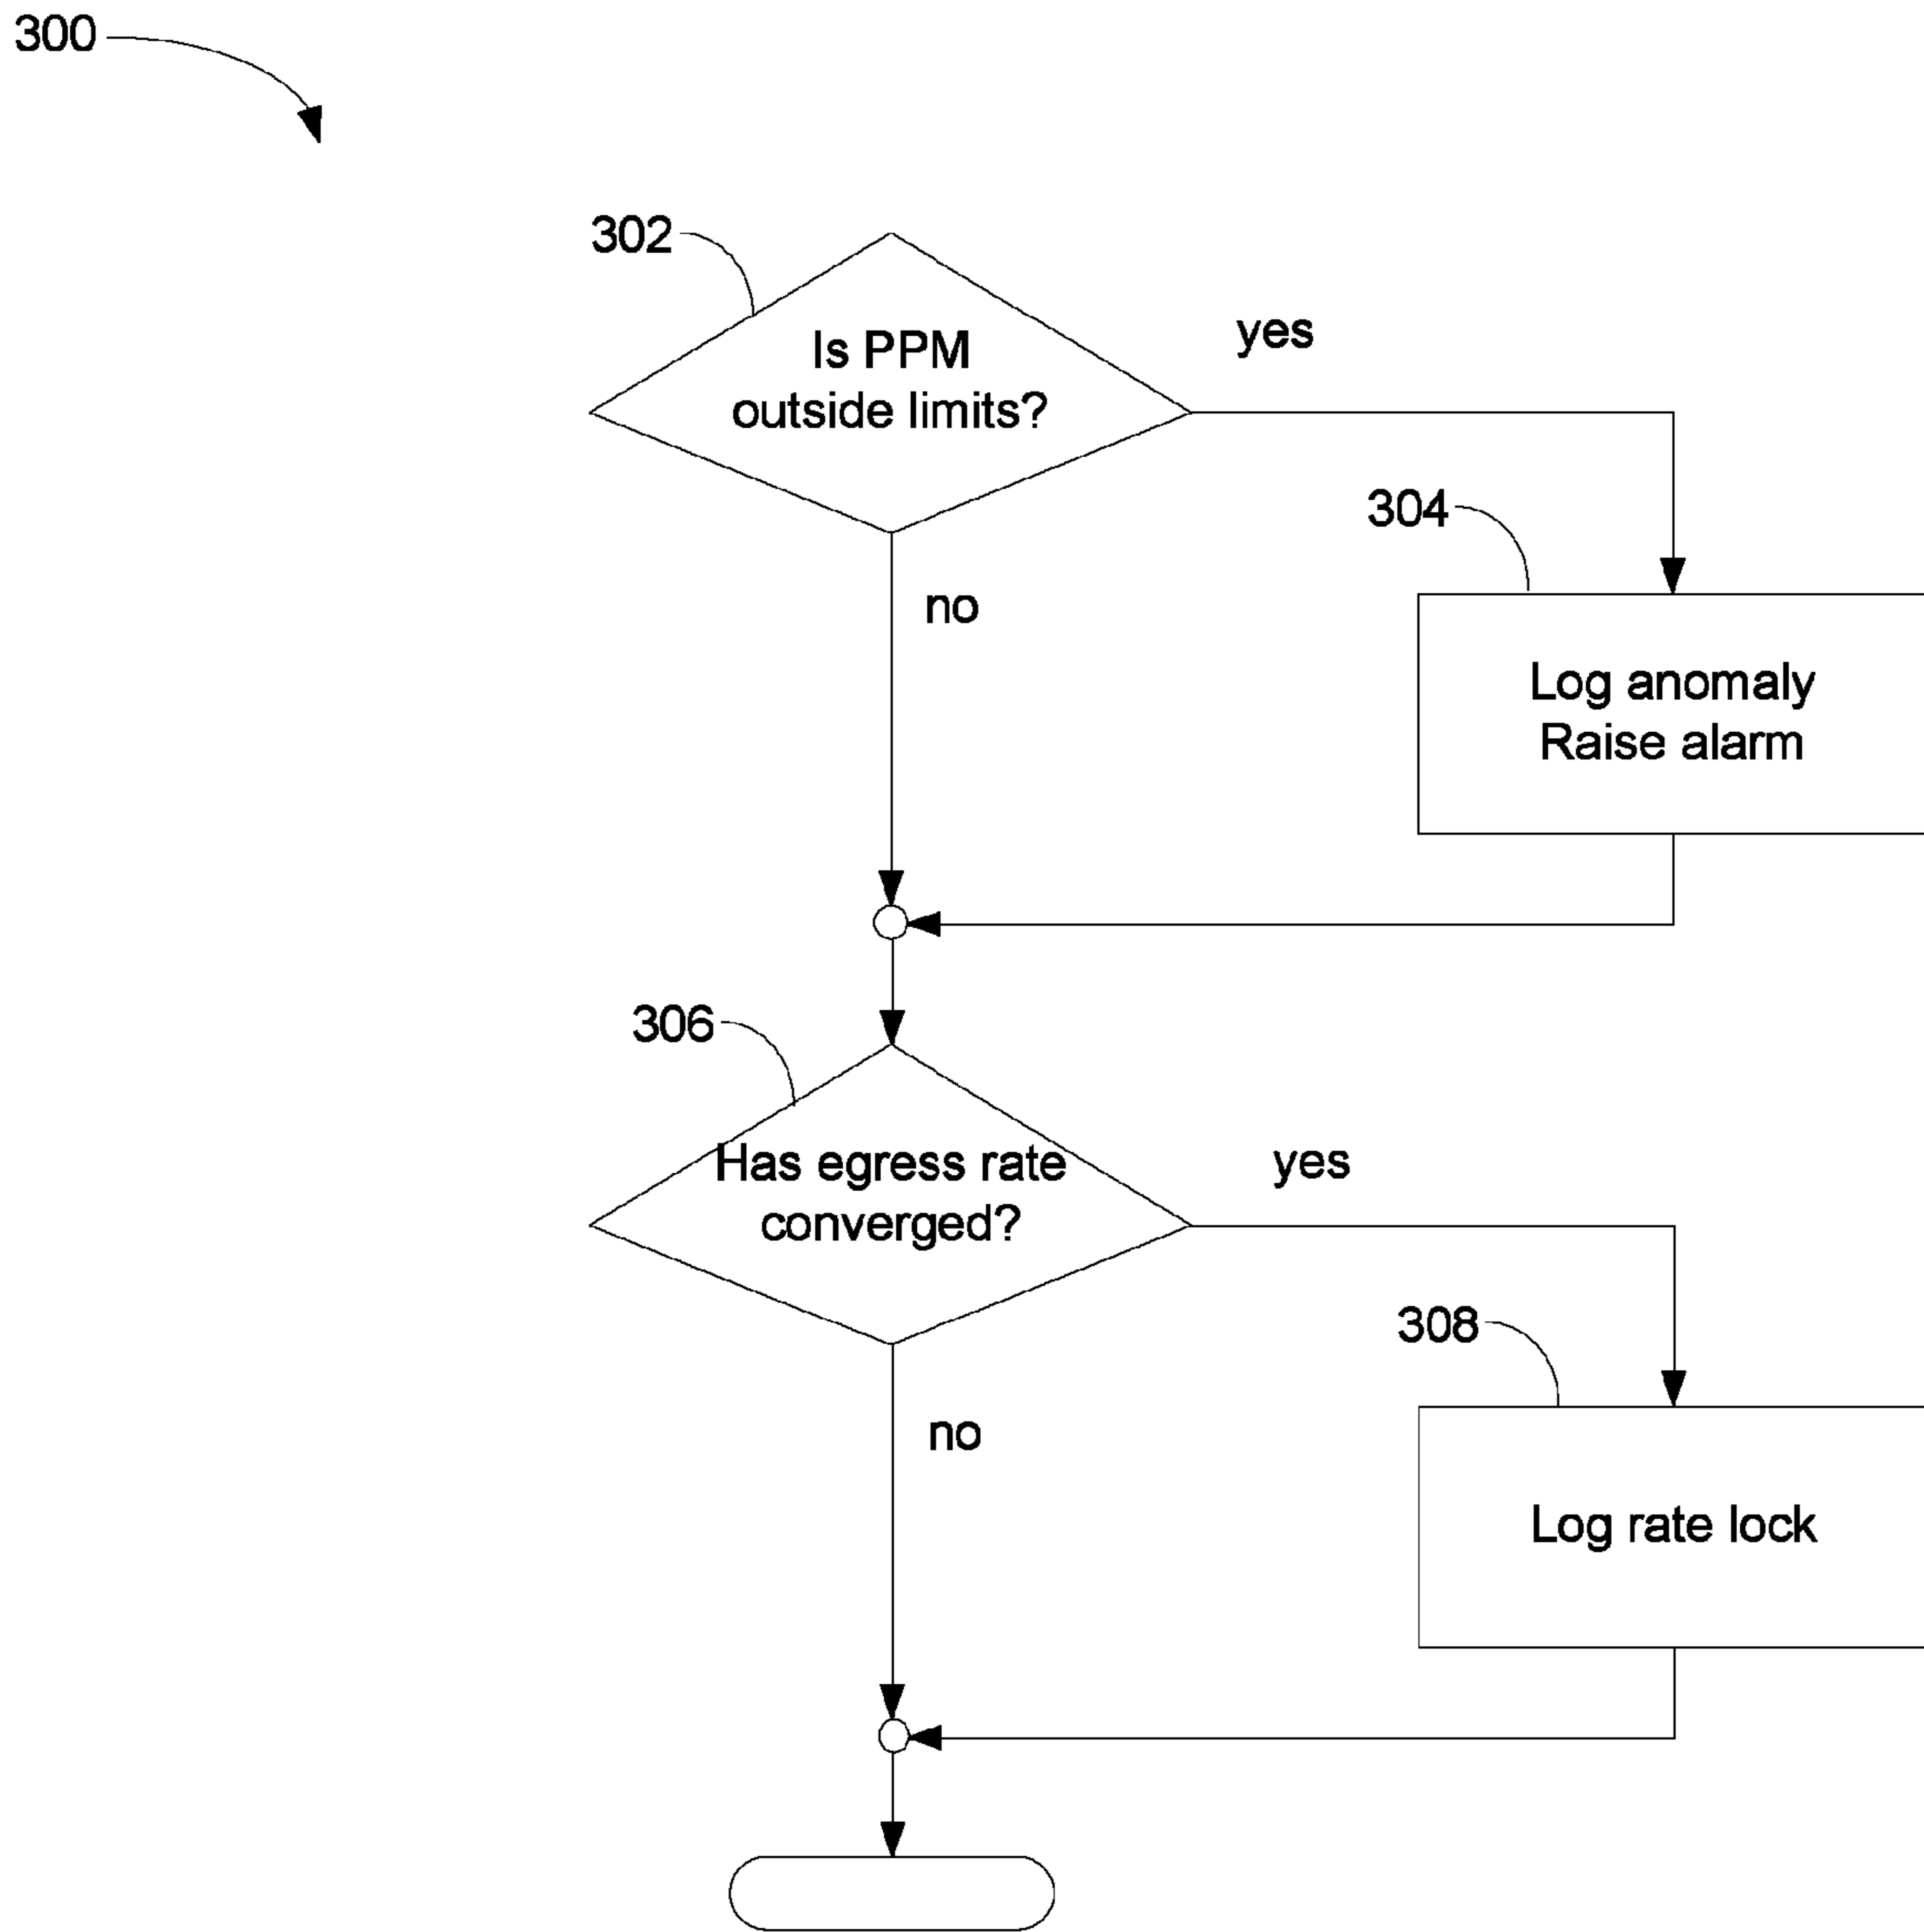 300
302
Is PPM
outside limits?
yes
304
no
Log anomaly
Raise alarm
306
Has egress rate
converged?
yes
308
no
Log rate lock